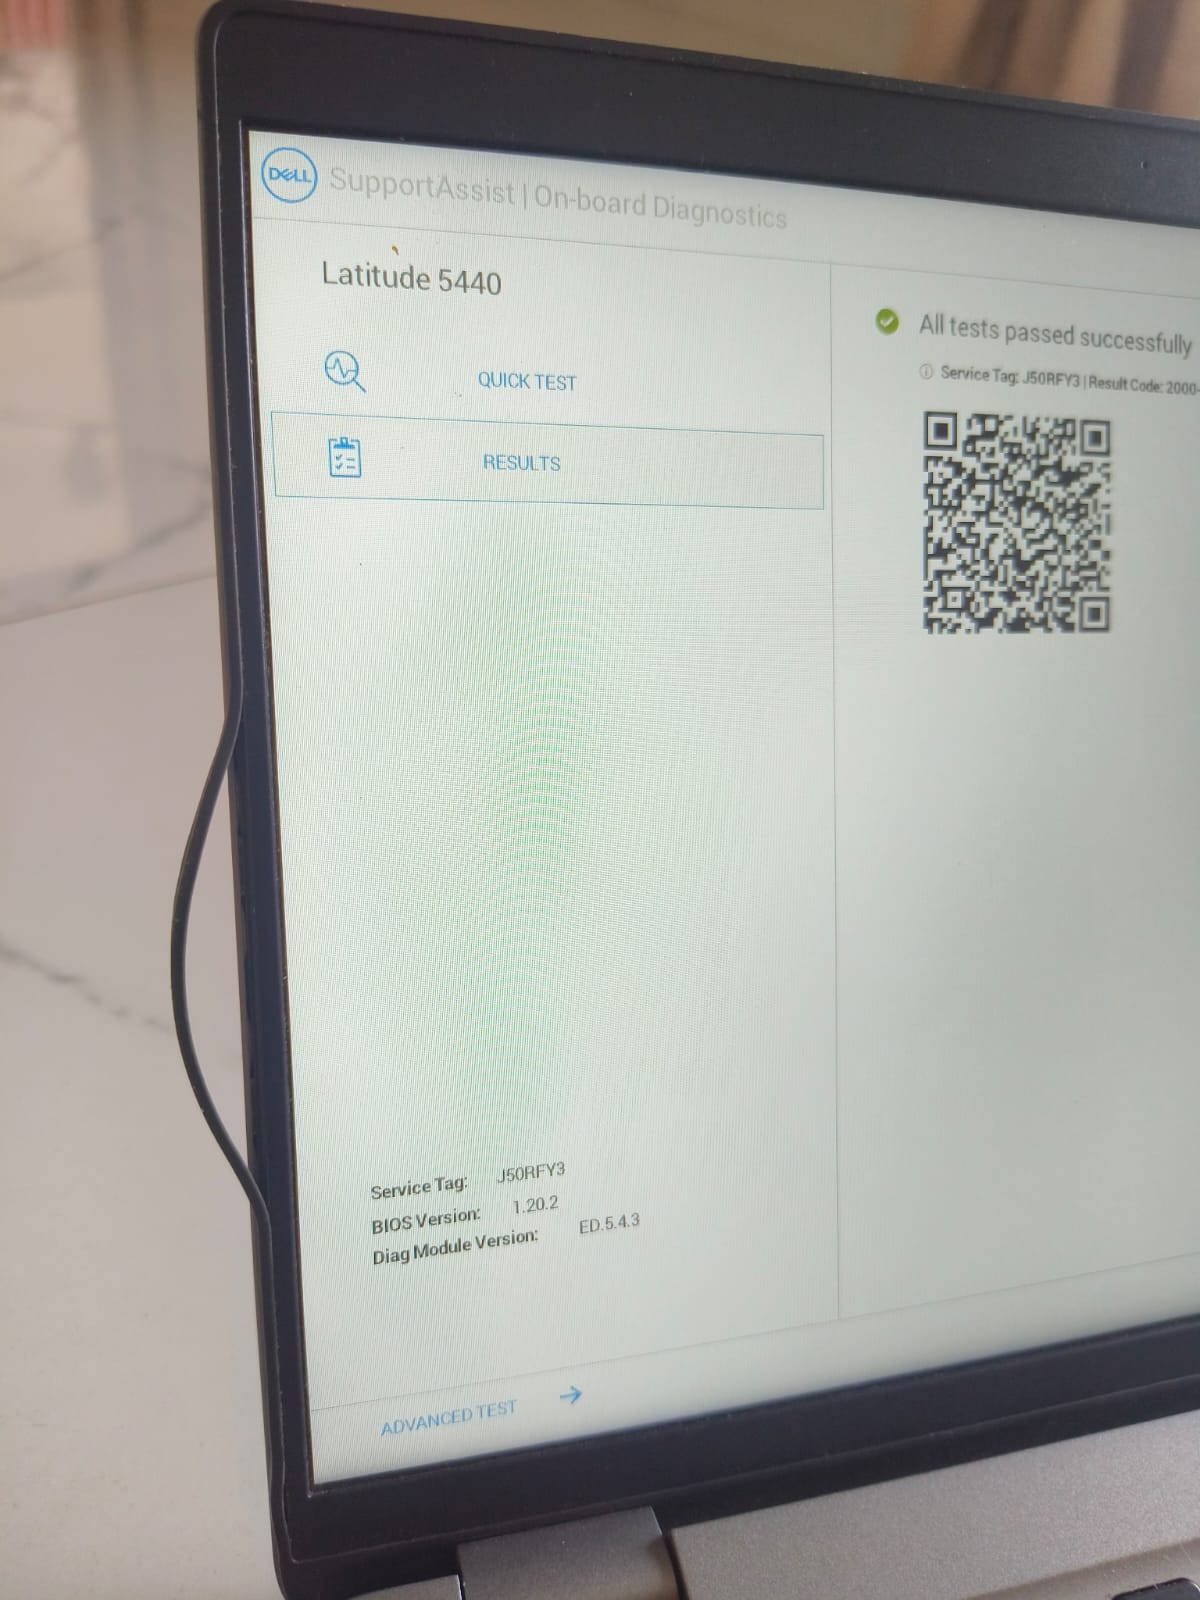 DELL SupportAssist | On-board Diagnostics
Latitude 5440
QUICK TEST
RESULTS
All tests passed successfully
Service Tag: J50RFY3 | Result Code: 2000-
Service Tag: J50RFY3
BIOS Version: 1.20.2
Diag Module Version: ED.5.4.3
ADVANCED TEST